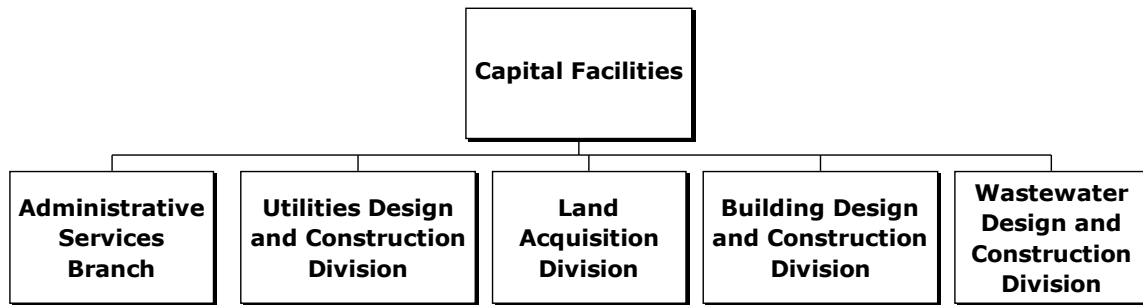 Capital Facilities
Administrative
Services
Branch
Utilities Design
and Construction
Division
Land
Acquisition
Division
Building Design
and Construction
Division
Wastewater
Design and
Construction
Division